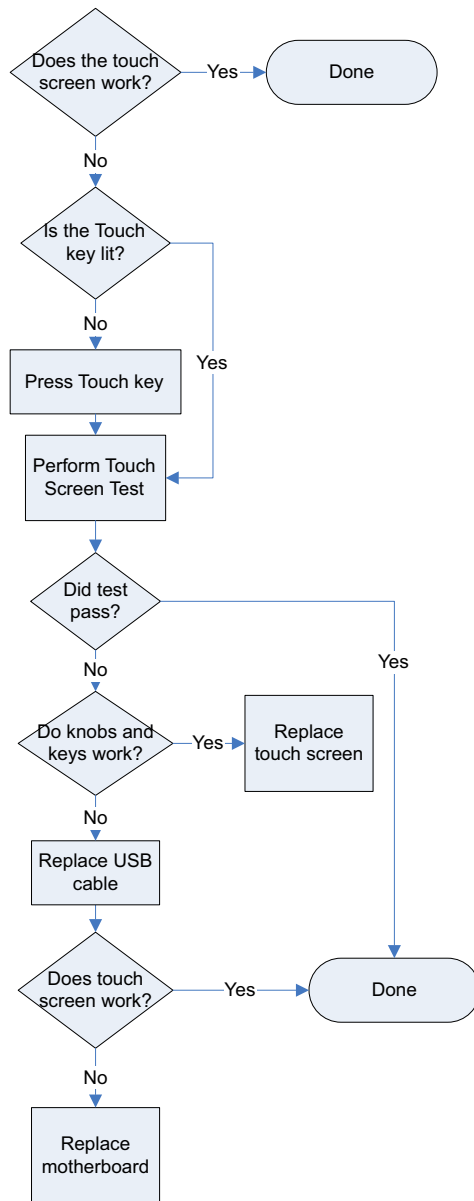 Does the touch
screen work?
Yes
Done
No
Is the Touch
key lit?
No
Yes
Press Touch key
Perform Touch
Screen Test
Did test
pass?
Yes
No
Do knobs and
keys work?
Yes
Replace
touch screen
No
Replace USB
cable
Does touch
screen work?
Yes
Done
No
Replace
motherboard